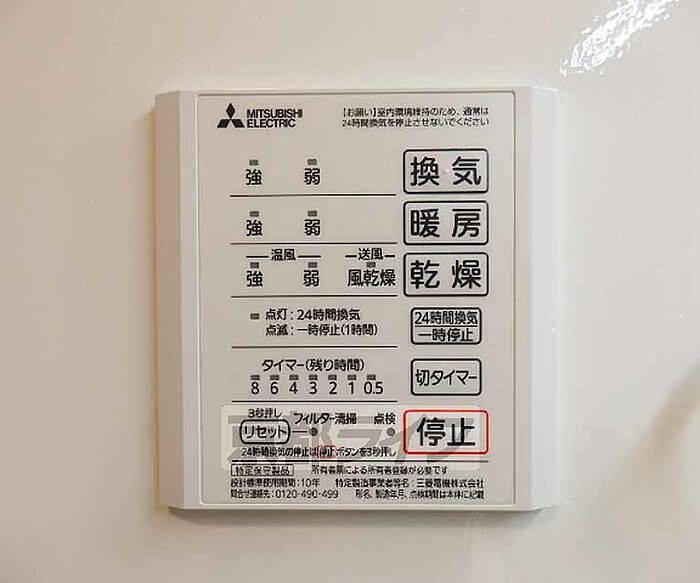 MITSUBISHI
ELECTRIC
【お願い】室内環境維持のため、通常は
24時間換気を停止させないでください
強 弱 換気
強 弱 暖房
温風 送風
強 弱 風乾燥 乾燥
点灯:24時間換気
点滅:一時停止(1時間)
24時間換気
一時停止
タイマー(残り時間)
8 6 4 3 2 1 0.5
切タイマー
3秒押し
リセット フィルター清掃 点検
停止
24時間換気の停止は停止ボタンを3秒押し
京都ライフ
特定保守製品 所有者票による所有者登録が必要です
設計標準使用期間:10年 特定製造事業者等名:三菱電機株式会社
問合せ連絡先:0120-490-499 形名、製造年月、点検期間は本体に記載